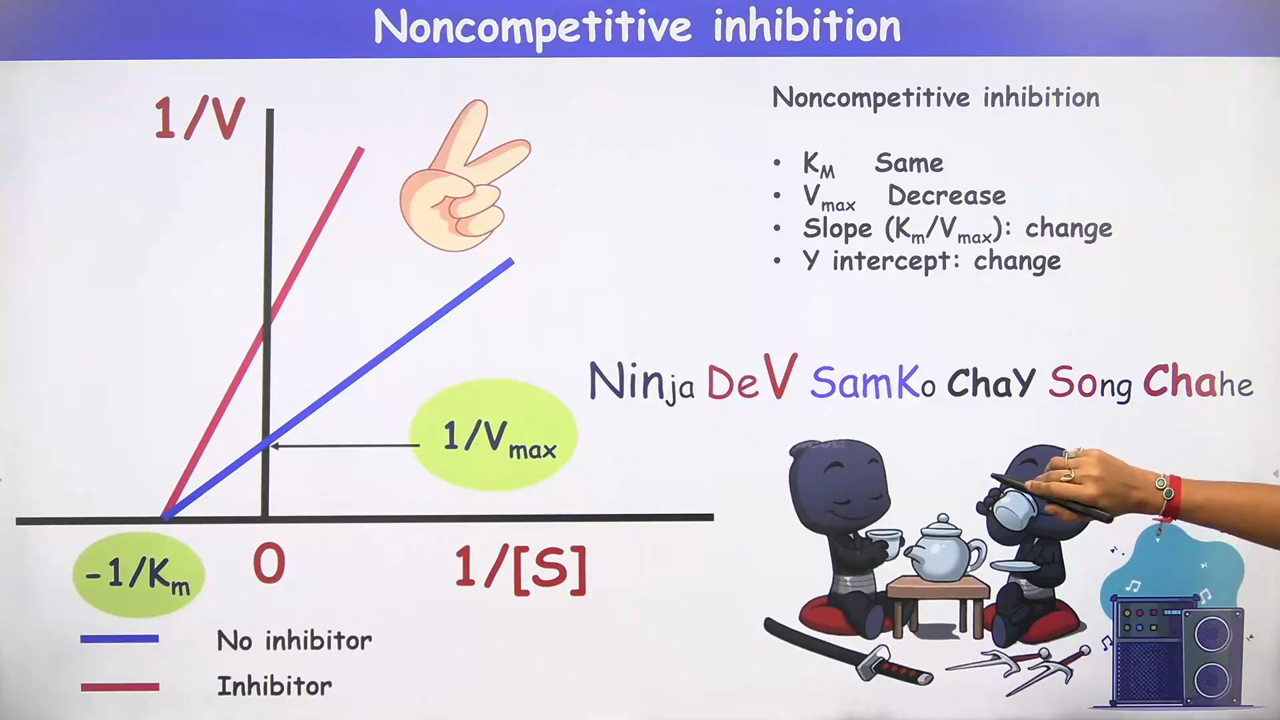 Noncompetitive inhibition
1/V
Noncompetitive inhibition
• KM Same
• Vmax Decrease
• Slope (Km/Vmax): change
• Y intercept: change
Ninja DeV SamKo ChaY Song Chahe
1/Vmax
-1/Km
0
1/[S]
No inhibitor
Inhibitor